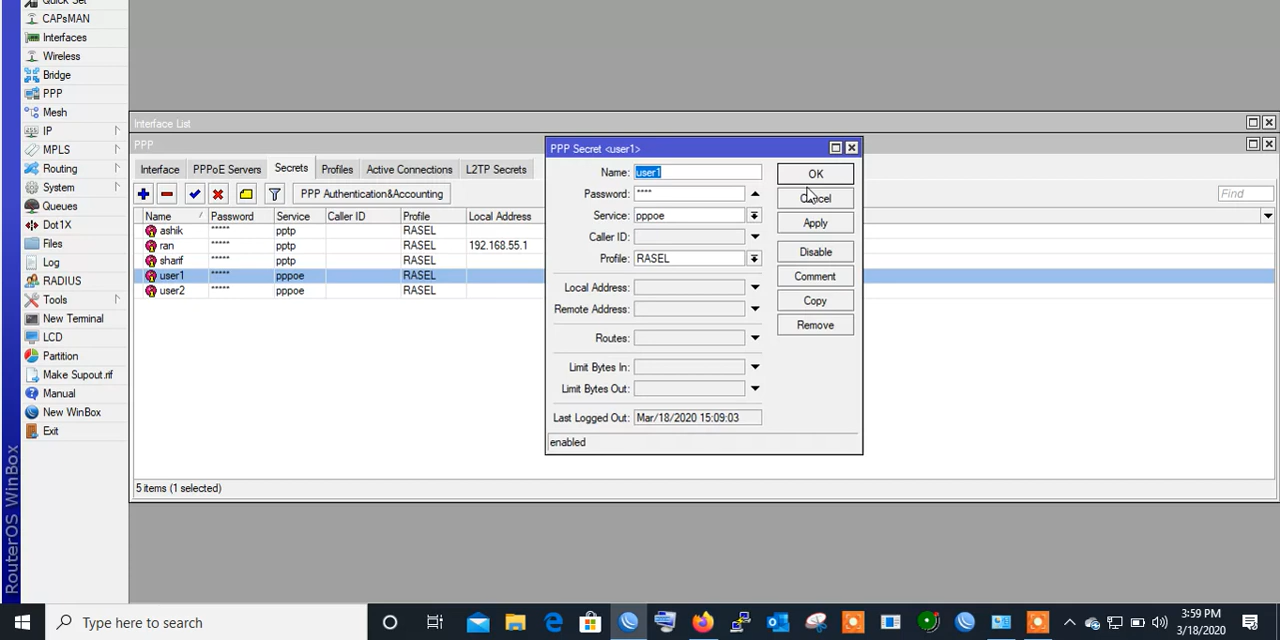 Quick Set
CAPsMAN
Interfaces
Wireless
Bridge
PPP
Mesh
IP
MPLS
Routing
System
Queues
Dot1X
Files
Log
RADIUS
Tools
New Terminal
LCD
Partition
Make Supout.rif
Manual
New WinBox
Exit
RouterOS WinBox
Interface List
PPP
Interface PPPoE Servers Secrets Profiles Active Connections L2TP Secrets
PPP Authentication&Accounting
Find
Name Password Service Caller ID Profile Local Address
ashik ***** pptp RASEL
ran ***** pptp RASEL 192.168.55.1
sharif ***** pptp RASEL
user1 ***** pppoe RASEL
user2 ***** pppoe RASEL
5 items (1 selected)
PPP Secret <user1>
Name: user1
Password: ****
Service: pppoe
Caller ID:
Profile: RASEL
Local Address:
Remote Address:
Routes:
Limit Bytes In:
Limit Bytes Out:
Last Logged Out: Mar/18/2020 15:09:03
enabled
OK
Cancel
Apply
Disable
Comment
Copy
Remove
Type here to search
3:59 PM
3/18/2020